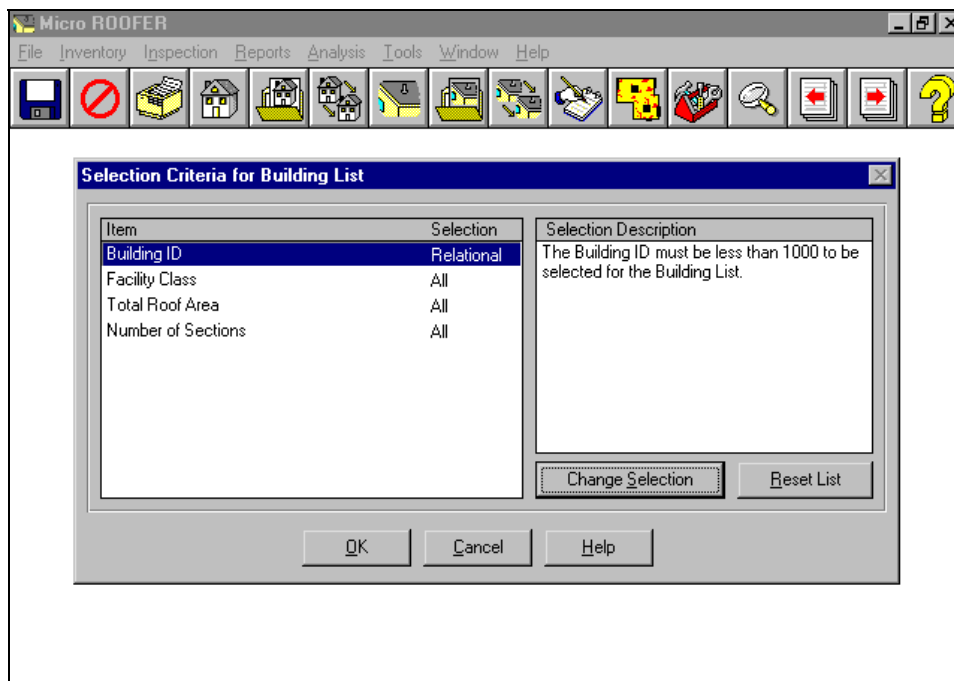 Micro ROOFER
File Inventory Inspection Reports Analysis Tools Window Help
Selection Criteria for Building List
Item Selection
Building ID Relational
Facility Class All
Total Roof Area All
Number of Sections All
Selection Description
The Building ID must be less than 1000 to be
selected for the Building List.
Change Selection Reset List
OK Cancel Help